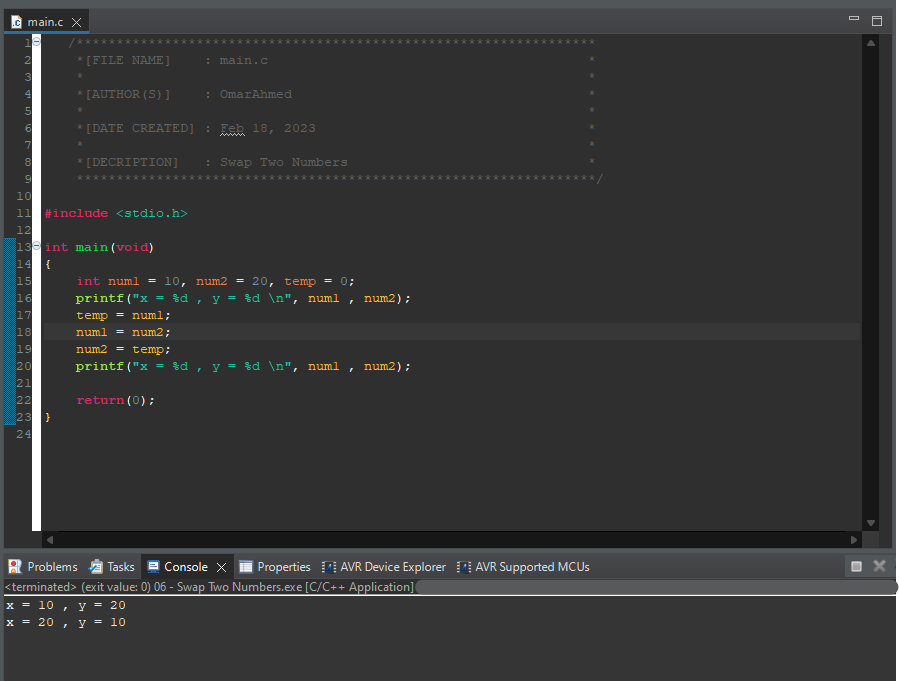 main.c
1 /*****************************************************************
2 *[FILE NAME] : main.c *
3 * *
4 *[AUTHOR(S)] : OmarAhmed *
5 * *
6 *[DATE CREATED] : Feb 18, 2023 *
7 * *
8 *[DECRIPTION] : Swap Two Numbers *
9 *****************************************************************/
10
11 #include <stdio.h>
12
13 int main(void)
14 {
15 int num1 = 10, num2 = 20, temp = 0;
16 printf("x = %d , y = %d \n", num1 , num2);
17 temp = num1;
18 num1 = num2;
19 num2 = temp;
20 printf("x = %d , y = %d \n", num1 , num2);
21
22 return(0);
23 }
24
Problems Tasks Console Properties AVR Device Explorer AVR Supported MCUs
<terminated> (exit value: 0) 06 - Swap Two Numbers.exe [C/C++ Application]
x = 10 , y = 20
x = 20 , y = 10